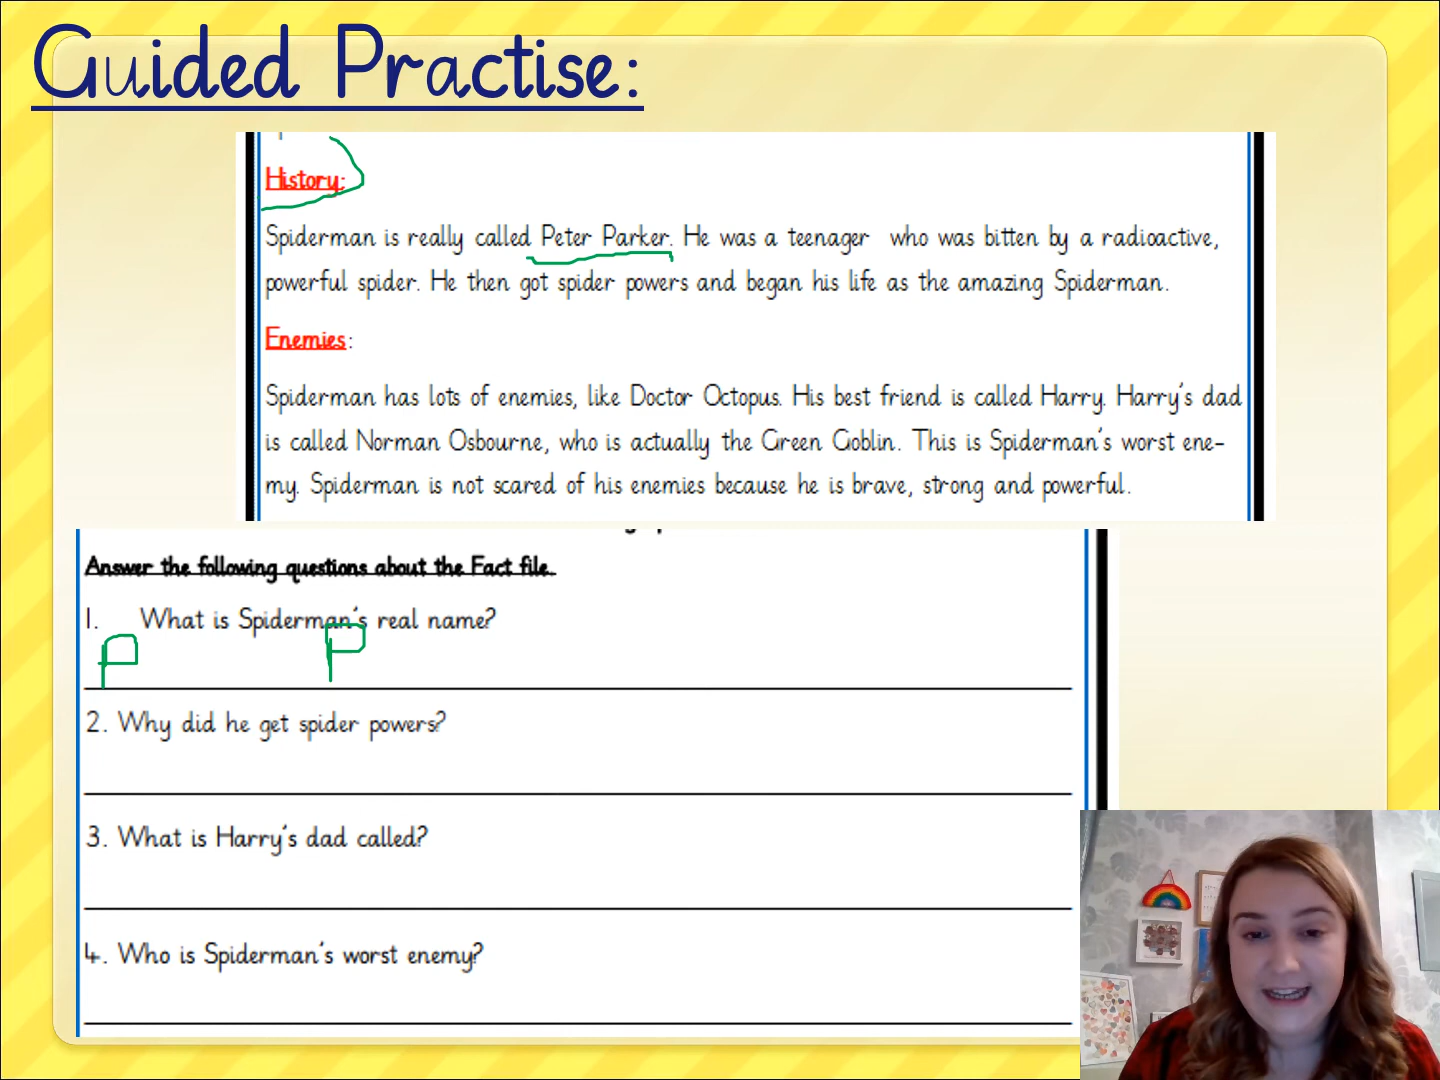 Guided Practise:
History:
Spiderman is really called Peter Parker. He was a teenager who was bitten by a radioactive,
powerful spider. He then got spider powers and began his life as the amazing Spiderman.
Enemies:
Spiderman has lots of enemies, like Doctor Octopus. His best friend is called Harry. Harry's dad
is called Norman Osbourne, who is actually the Green Goblin. This is Spiderman's worst ene-
my. Spiderman is not scared of his enemies because he is brave, strong and powerful.
Answer the following questions about the Fact file.
1. What is Spiderman's real name?
P P
2. Why did he get spider powers?
3. What is Harry's dad called?
4. Who is Spiderman's worst enemy?